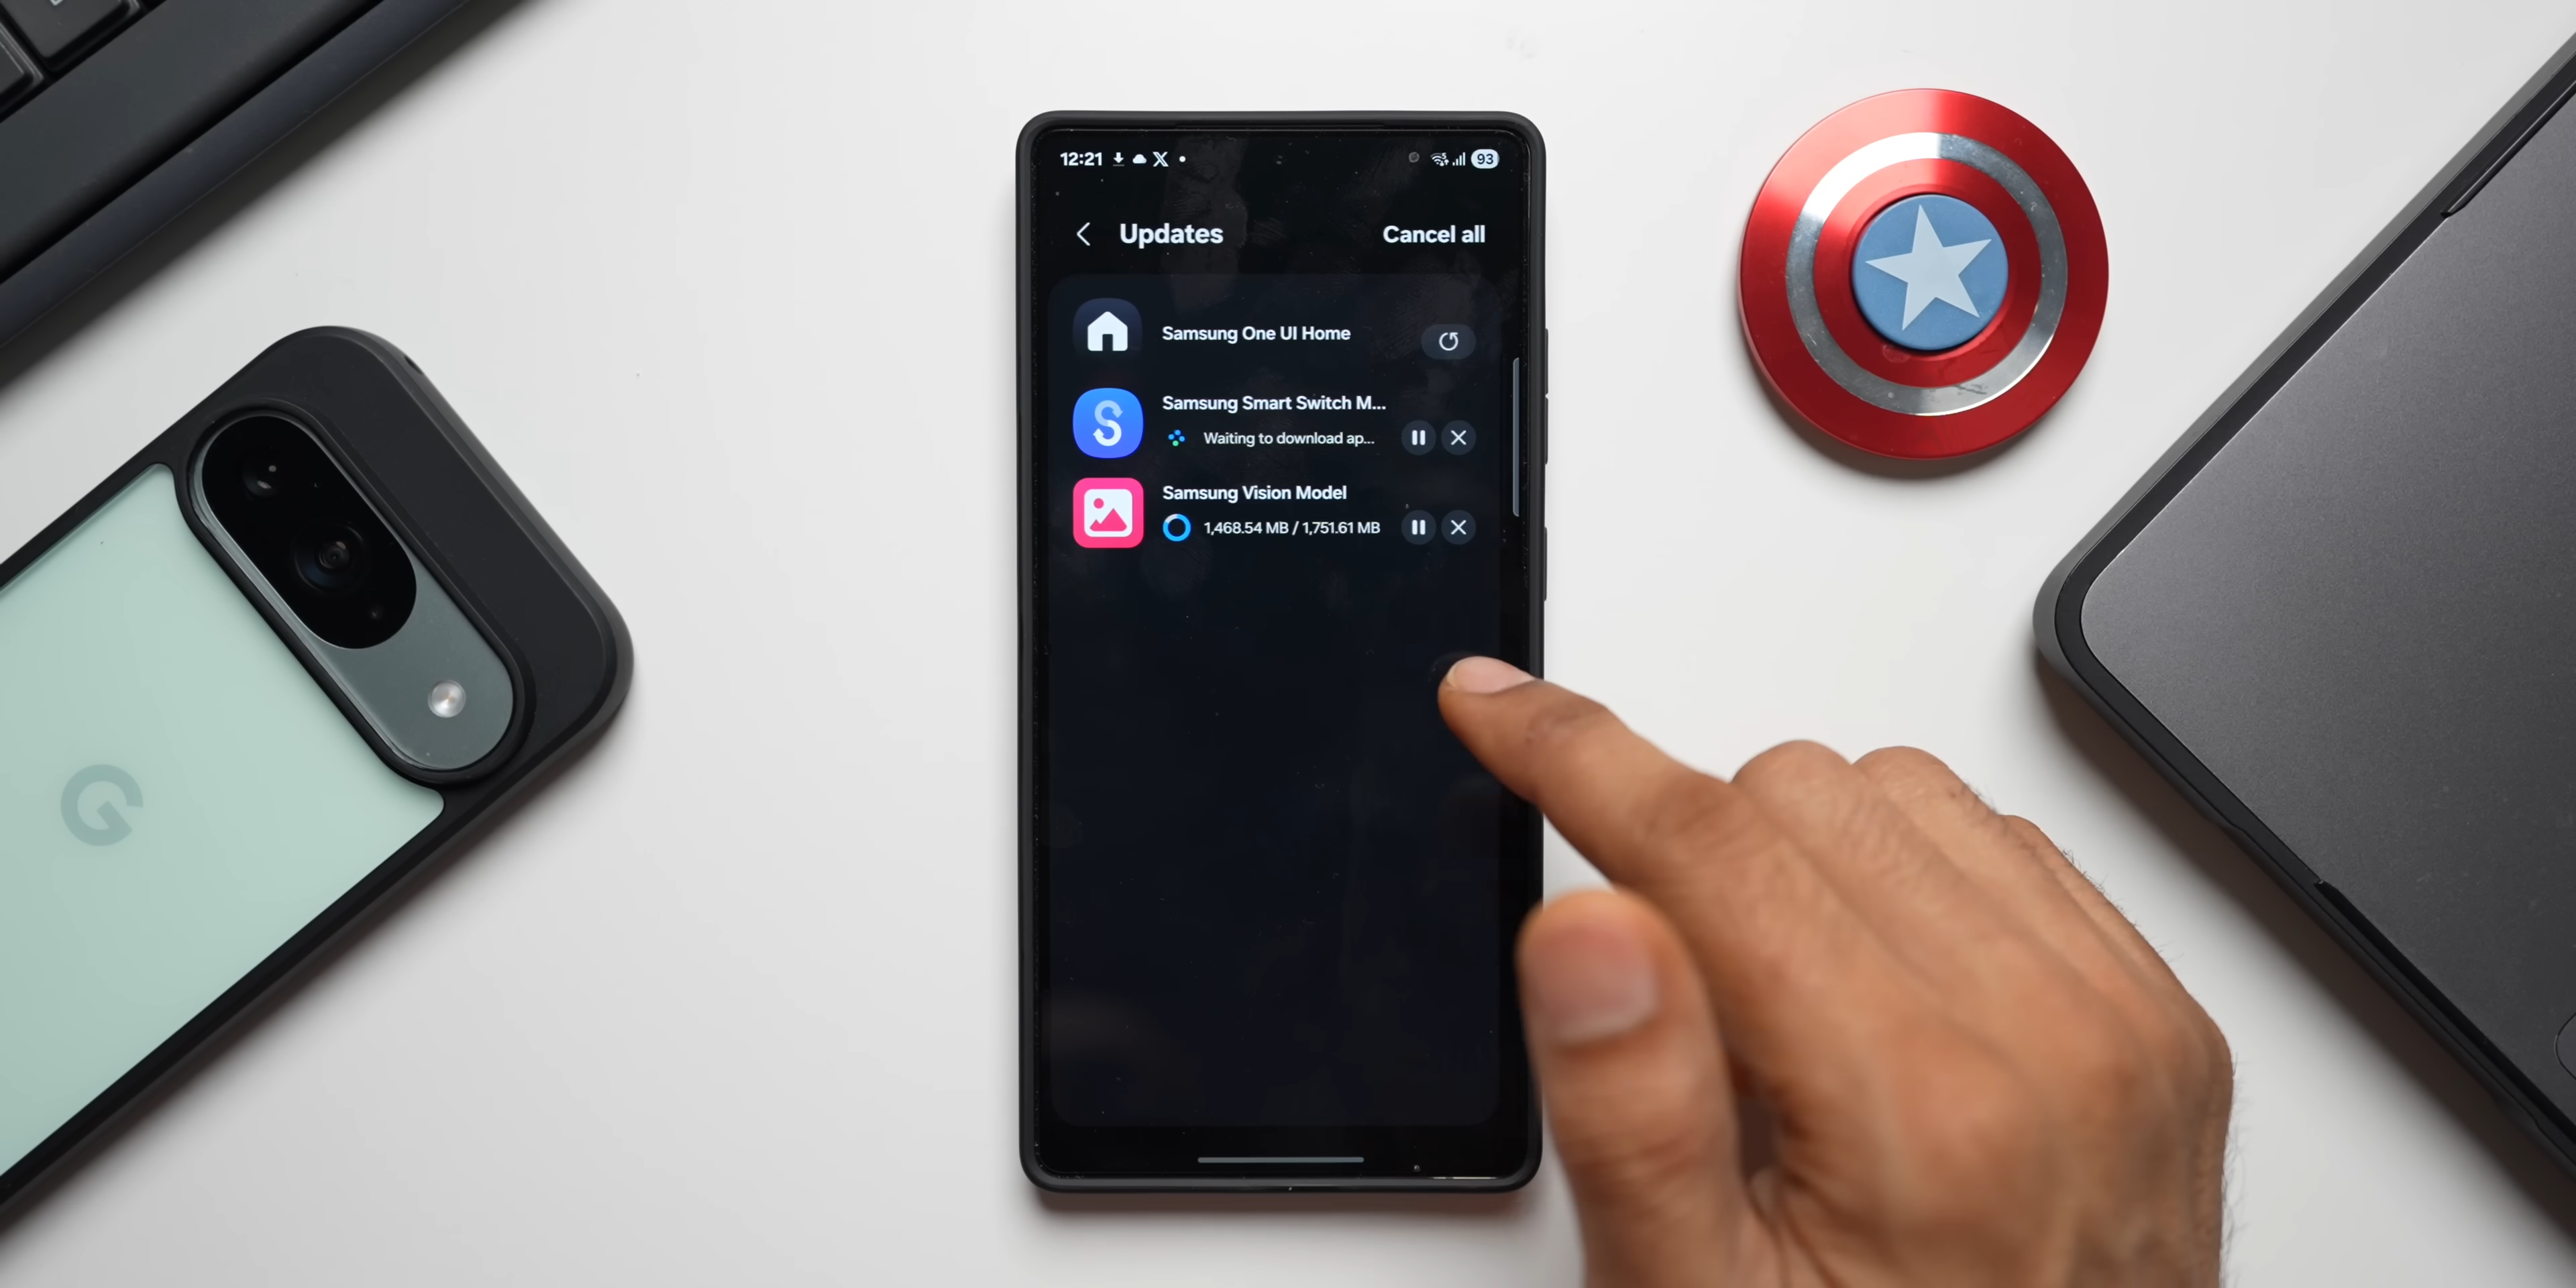 12:21 X 93
Updates Cancel all
Samsung One UI Home
Samsung Smart Switch M...
Waiting to download ap...
Samsung Vision Model
1,468.54 MB / 1,751.61 MB
G